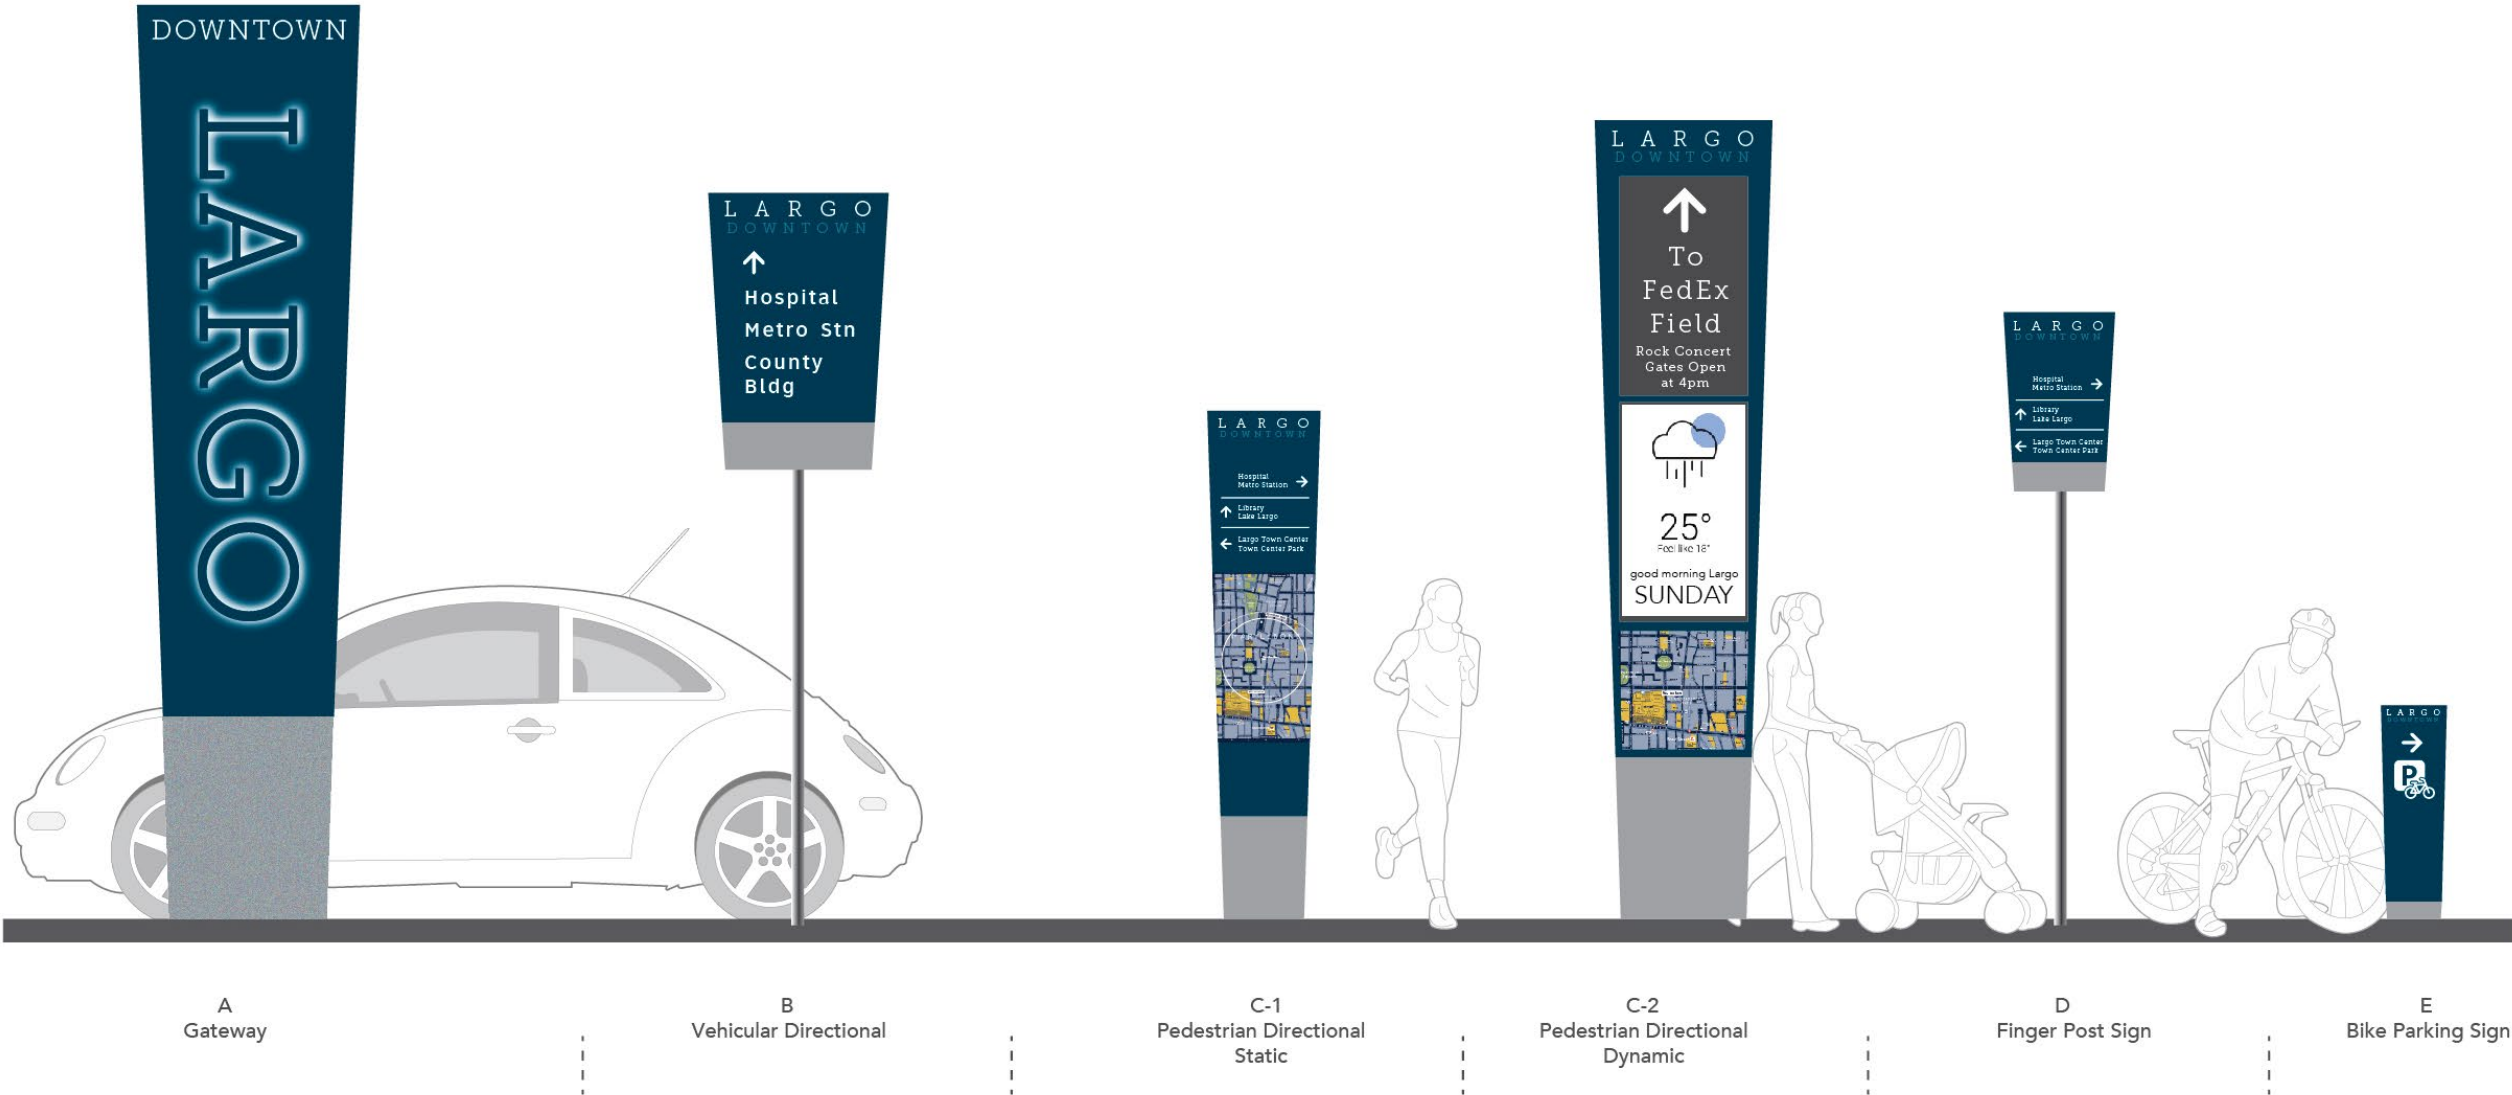 DOWNTOWN
LARGO
LARGO
DOWNTOWN
Hospital
Metro Stn
County
Bldg
LARGO
DOWNTOWN
Hospital
Metro Station
Library
Lake Largo
Largo Town Center
Town Center Park
LARGO
DOWNTOWN
To
FedEx
Field
Rock Concert
Gates Open
at 4pm
25°
Feel like 18°
good morning Largo
SUNDAY
LARGO
DOWNTOWN
Hospital
Metro Station
Library
Lake Largo
Largo Town Center
Town Center Park
LARGO
DOWNTOWN
P
A
Gateway
B
Vehicular Directional
C-1
Pedestrian Directional
Static
C-2
Pedestrian Directional
Dynamic
D
Finger Post Sign
E
Bike Parking Sign